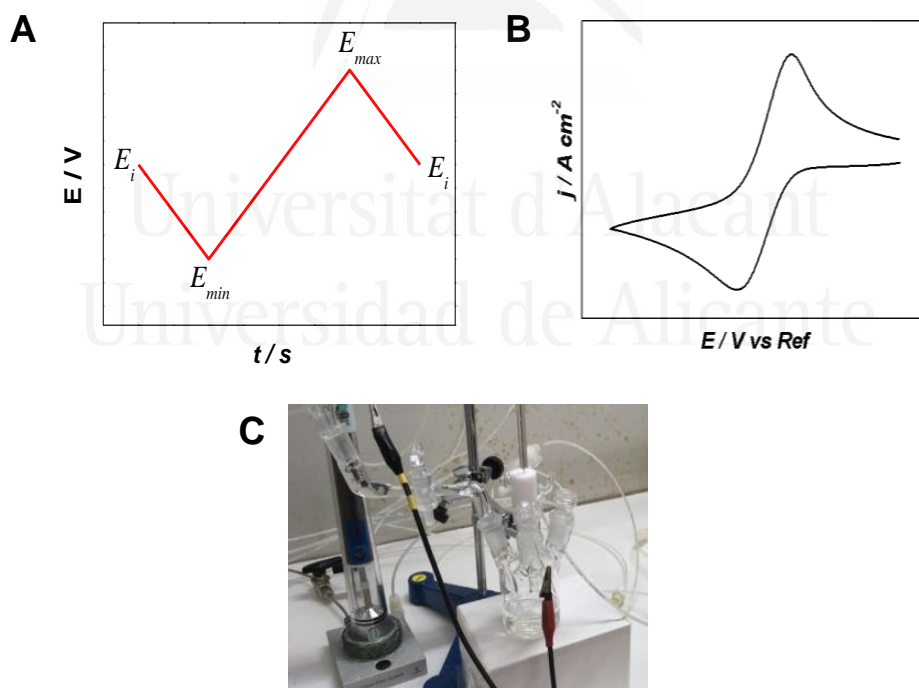 A
B
E_max
E_i
E_i
E_min
E / V
t / s
j / A cm⁻²
E / V vs Ref
Universitat d'Alacant
Universidad de Alicante
C